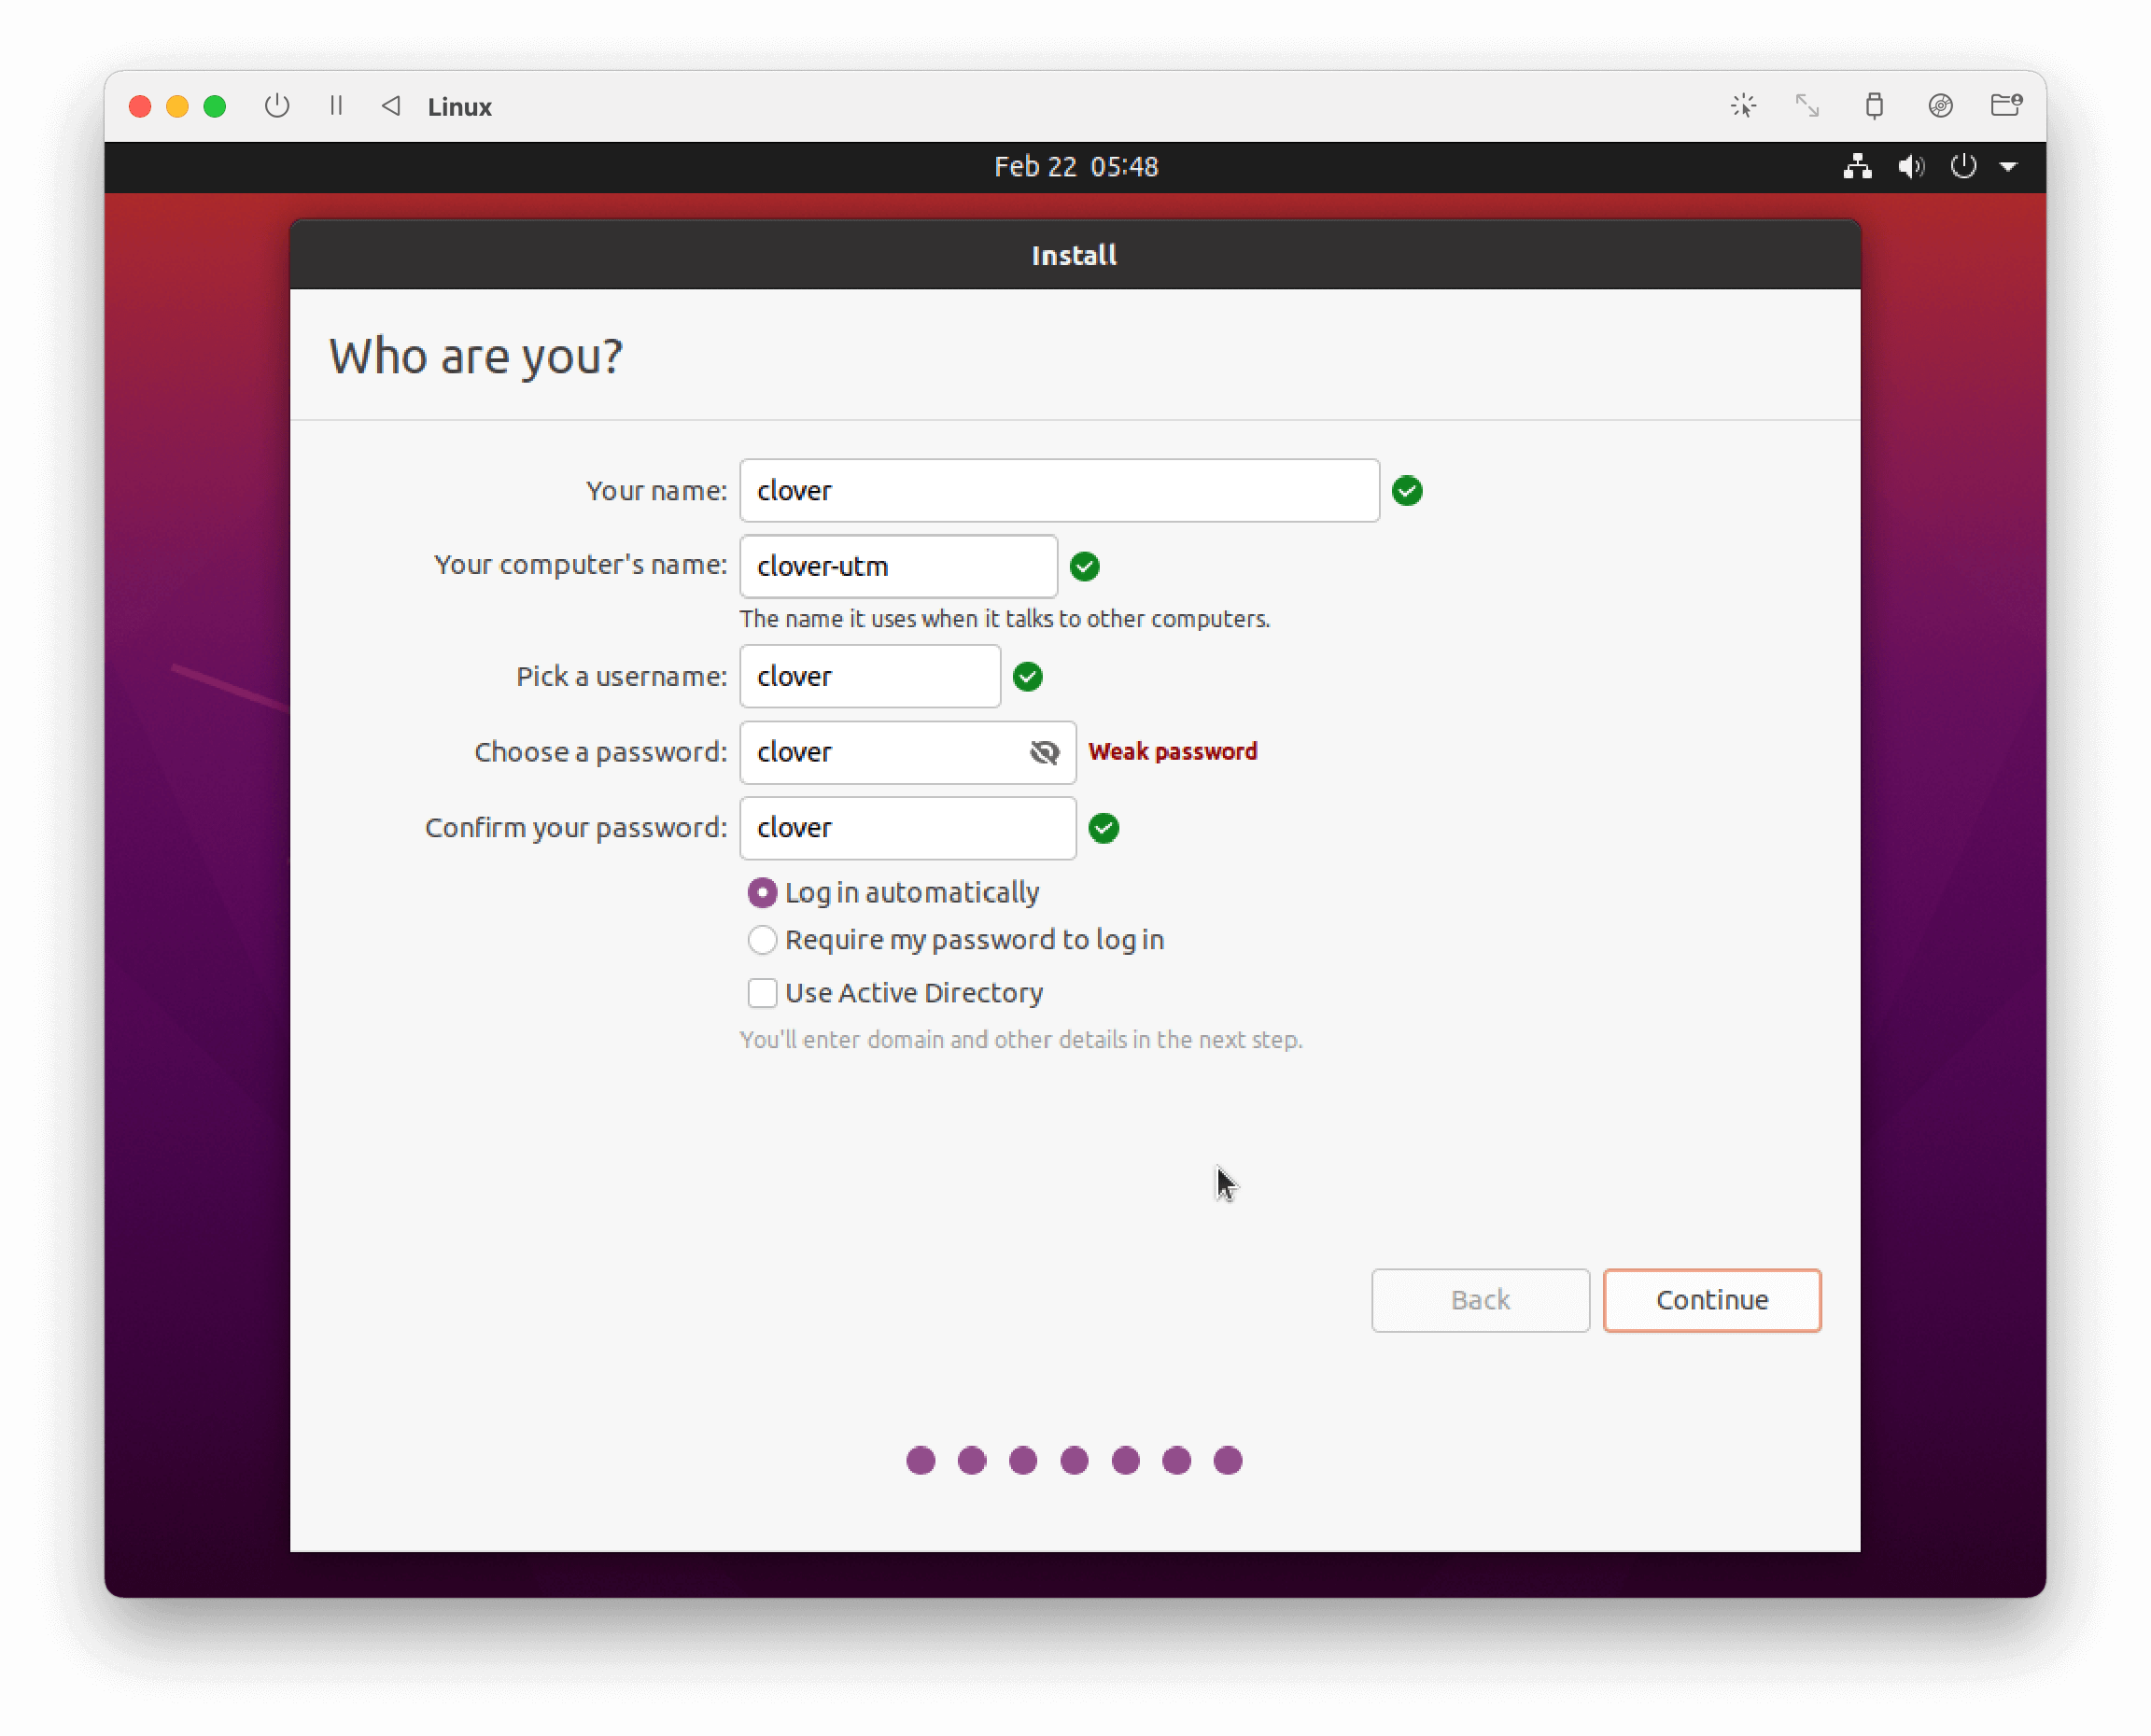 Linux
Feb 22 05:48
Install
Who are you?
Your name: clover
Your computer's name: clover-utm
The name it uses when it talks to other computers.
Pick a username: clover
Choose a password: clover Weak password
Confirm your password: clover
Log in automatically
Require my password to log in
Use Active Directory
You'll enter domain and other details in the next step.
Back Continue